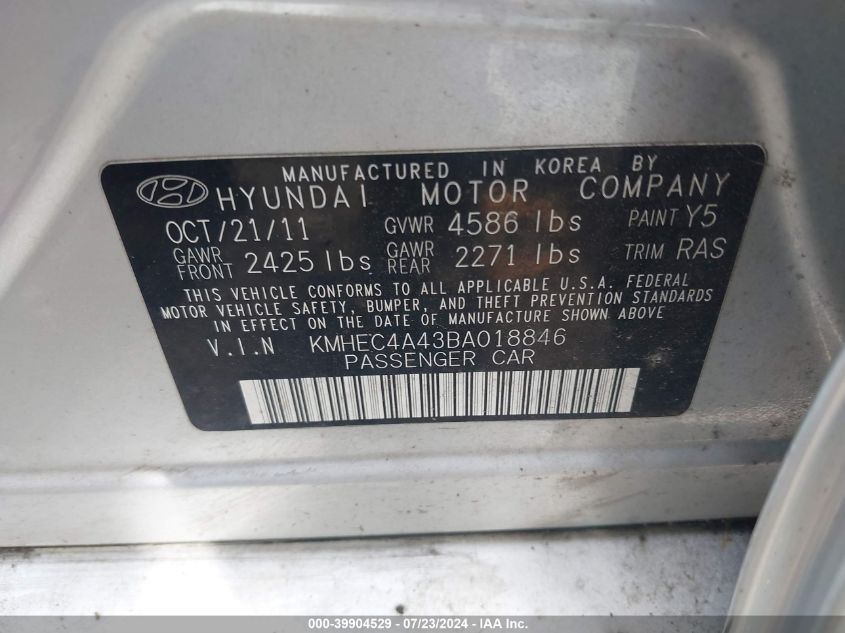 MANUFACTURED IN KOREA BY
HYUNDAI MOTOR COMPANY
OCT/21/11 GVWR 4586 lbs PAINT Y5
GAWR FRONT 2425 lbs GAWR REAR 2271 lbs TRIM RAS
THIS VEHICLE CONFORMS TO ALL APPLICABLE U.S.A. FEDERAL
MOTOR VEHICLE SAFETY, BUMPER, AND THEFT PREVENTION STANDARDS
IN EFFECT ON THE DATE OF MANUFACTURE SHOWN ABOVE
V.I.N KMHEC4A43BA018846
PASSENGER CAR
000-39904529 - 07/23/2024 - IAA Inc.